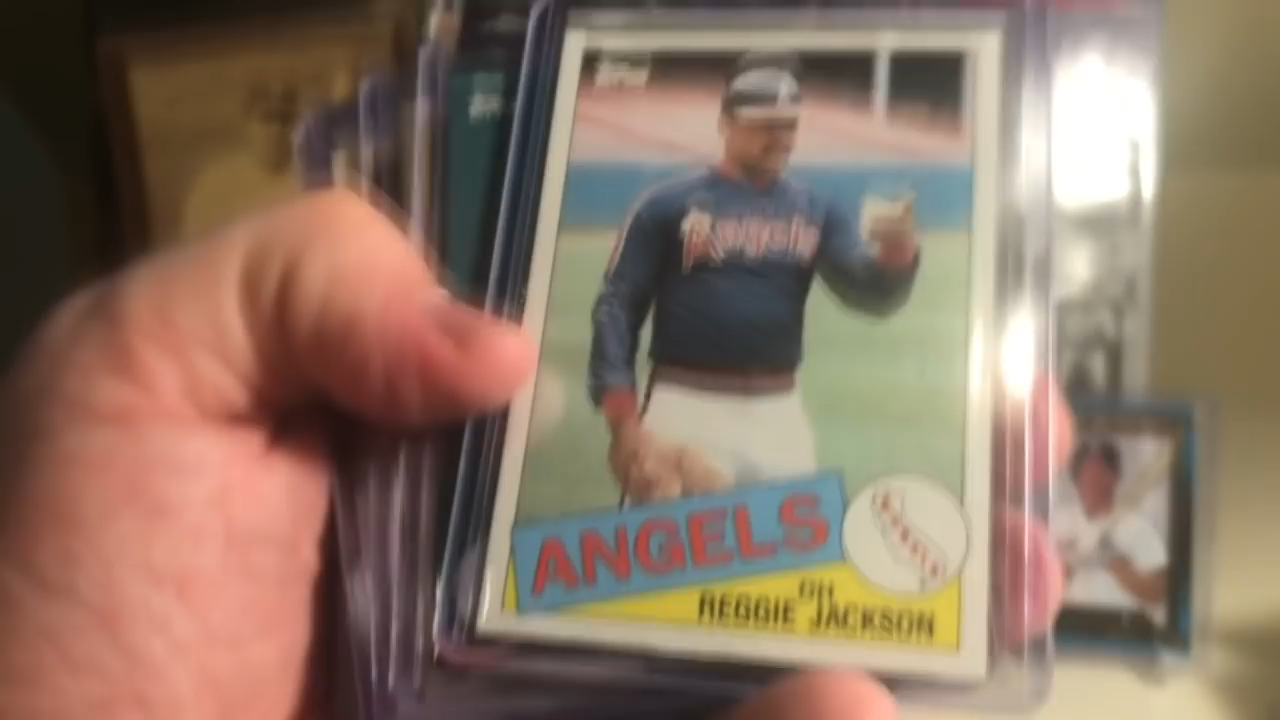 Topps
Angels
ANGELS
DH
REGGIE JACKSON